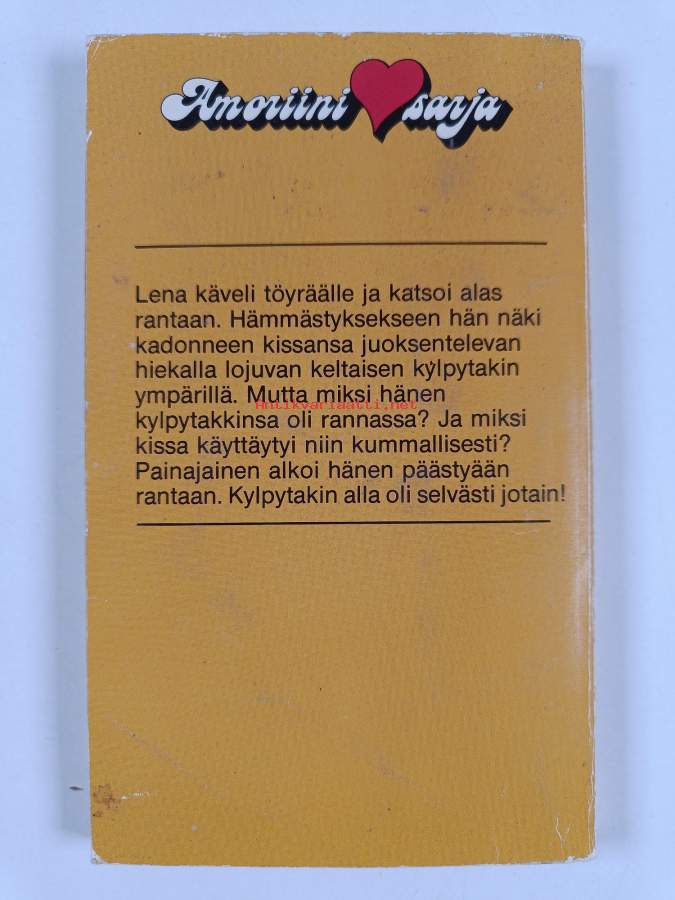 Amoriini sarja
Lena käveli töyräälle ja katsoi alas
rantaan. Hämmästyksekseen hän näki
kadonneen kissansa juoksentelevan
hiekalla lojuvan keltaisen kylpytakin
ympärillä. Mutta miksi hänen
Antikvariaatti.net
kylpytakkinsa oli rannassa? Ja miksi
kissa käyttäytyi niin kummallisesti?
Painajainen alkoi hänen päästyään
rantaan. Kylpytakin alla oli selvästi jotain!